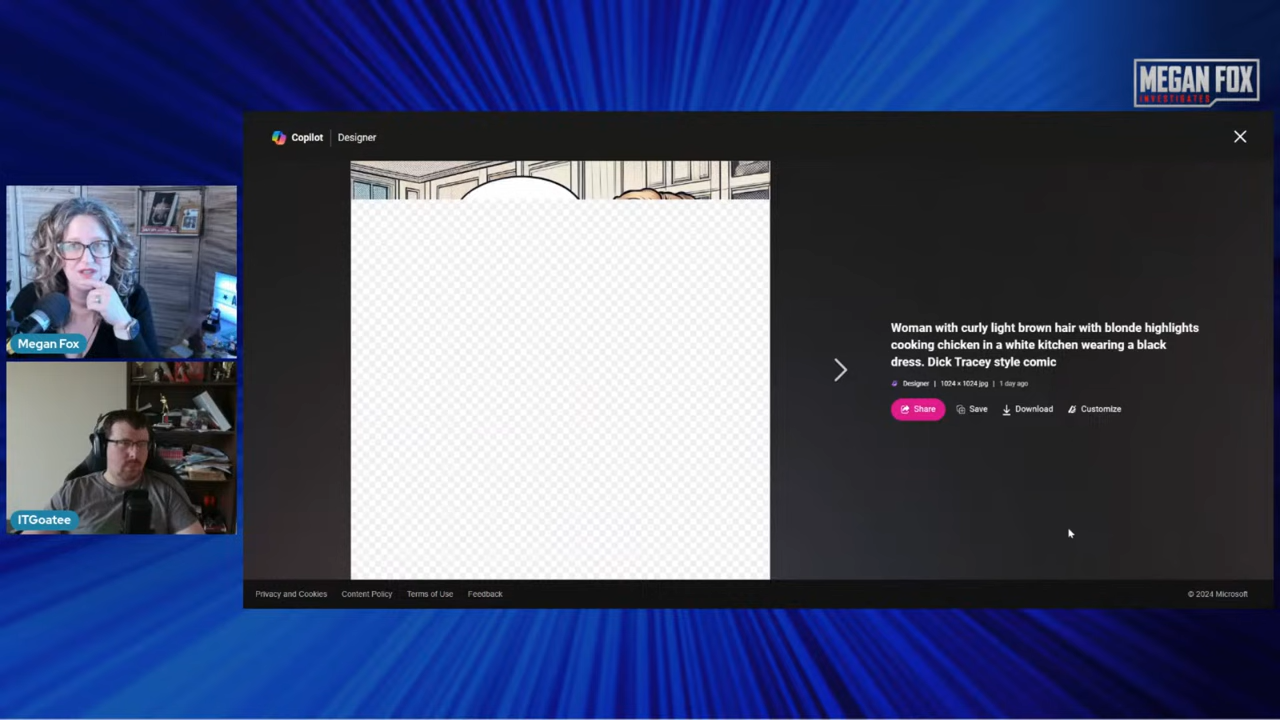 MEGAN FOX
INVESTIGATES
Copilot | Designer
Megan Fox
ITGoatee
Woman with curly light brown hair with blonde highlights
cooking chicken in a white kitchen wearing a black
dress. Dick Tracey style comic
Designer | 1024 × 1024 jpg | 1 day ago
Share Save Download Customize
Privacy and Cookies Content Policy Terms of Use Feedback
© 2024 Microsoft